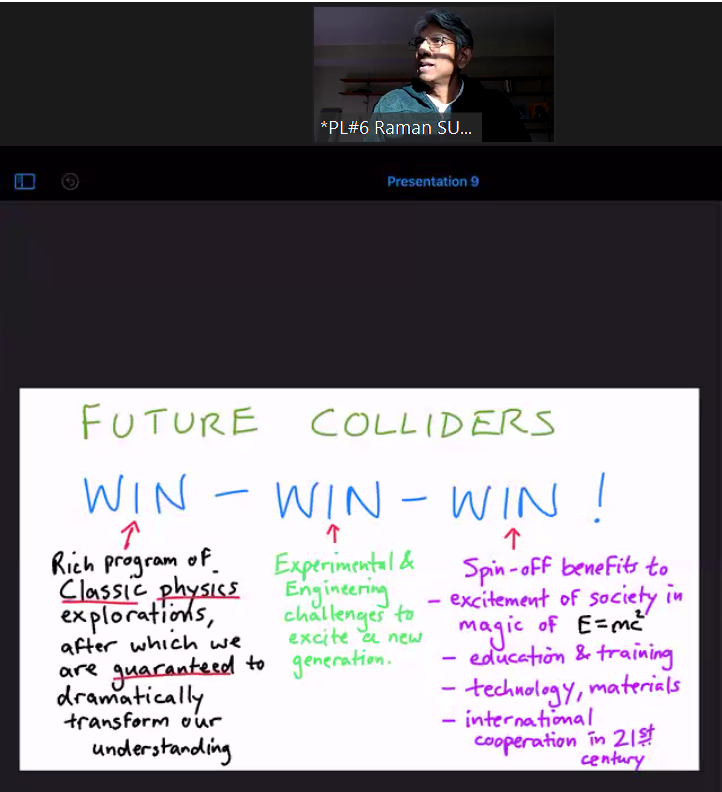 *PL#6 Raman SU...
Presentation 9
FUTURE COLLIDERS
WIN – WIN – WIN !
Rich program of
Classic physics
explorations,
after which we
are guaranteed to
dramatically
transform our
understanding
Experimental &
Engineering
challenges to
excite a new
generation.
Spin-off benefits to
– excitement of society in
magic of E=mc²
– education & training
– technology, materials
– international
cooperation in 21st
century